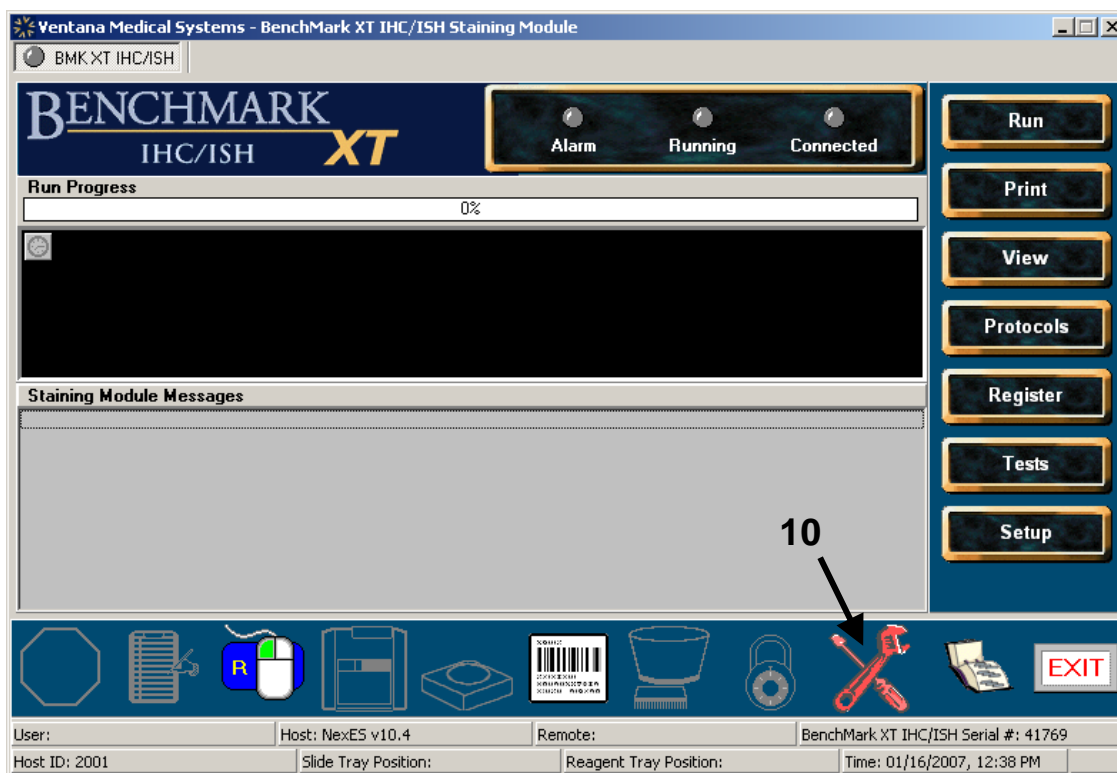 Ventana Medical Systems - BenchMark XT IHC/ISH Staining Module
BMK XT IHC/ISH
BENCHMARK
IHC/ISH XT
Alarm Running Connected
Run
Print
View
Protocols
Register
Tests
Setup
Run Progress
0%
Staining Module Messages
10
R
EXIT
User:
Host: NexES v10.4
Remote:
BenchMark XT IHC/ISH Serial #: 41769
Host ID: 2001
Slide Tray Position:
Reagent Tray Position:
Time: 01/16/2007, 12:38 PM